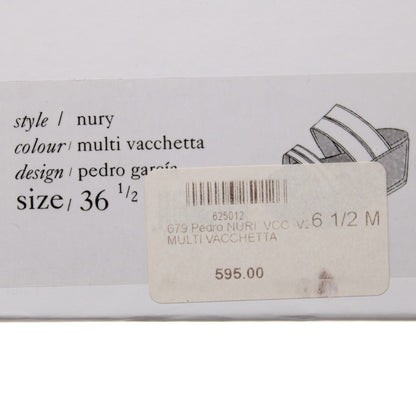 style / nury
colour / multi vacchetta
design / pedro garcía
size / 36 1/2
625012
679 Pedro NURI VCC 6 1/2 M
MULTI VACCHETTA
595.00